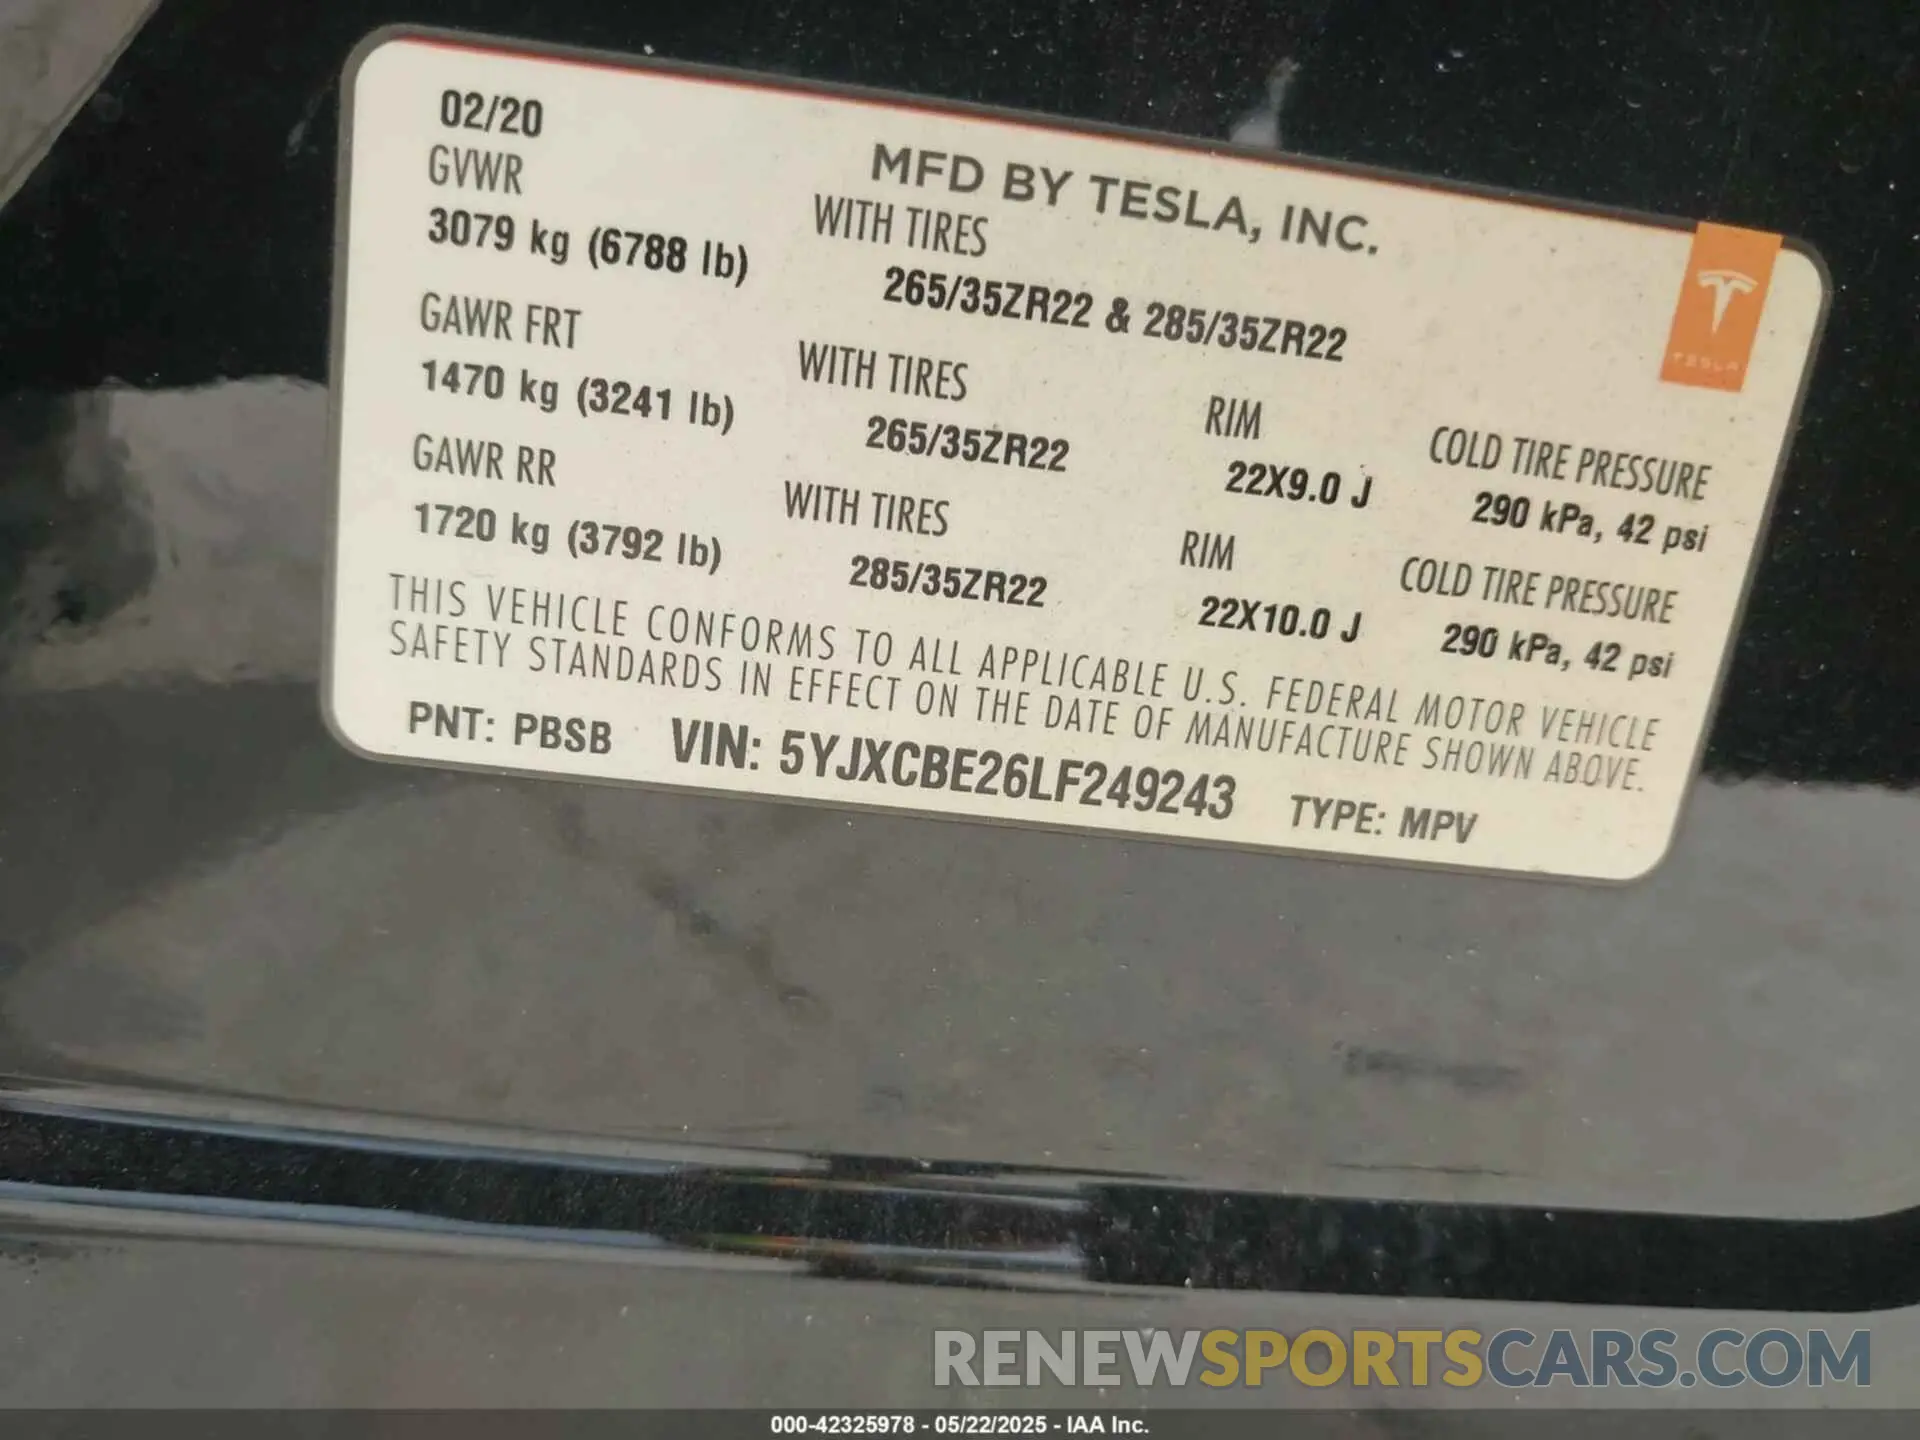 02/20
MFD BY TESLA, INC.
GVWR
WITH TIRES
3079 kg (6788 lb)
265/35ZR22 & 285/35ZR22
TESLA
GAWR FRT
WITH TIRES
RIM
COLD TIRE PRESSURE
1470 kg (3241 lb)
265/35ZR22
22X9.0 J
290 kPa, 42 psi
GAWR RR
WITH TIRES
RIM
COLD TIRE PRESSURE
1720 kg (3792 lb)
285/35ZR22
22X10.0 J
290 kPa, 42 psi
THIS VEHICLE CONFORMS TO ALL APPLICABLE U.S. FEDERAL MOTOR VEHICLE
SAFETY STANDARDS IN EFFECT ON THE DATE OF MANUFACTURE SHOWN ABOVE.
PNT: PBSB VIN: 5YJXCBE26LF249243 TYPE: MPV
RENEWSPORTSCARS.COM
000-42325978 - 05/22/2025 - IAA Inc.